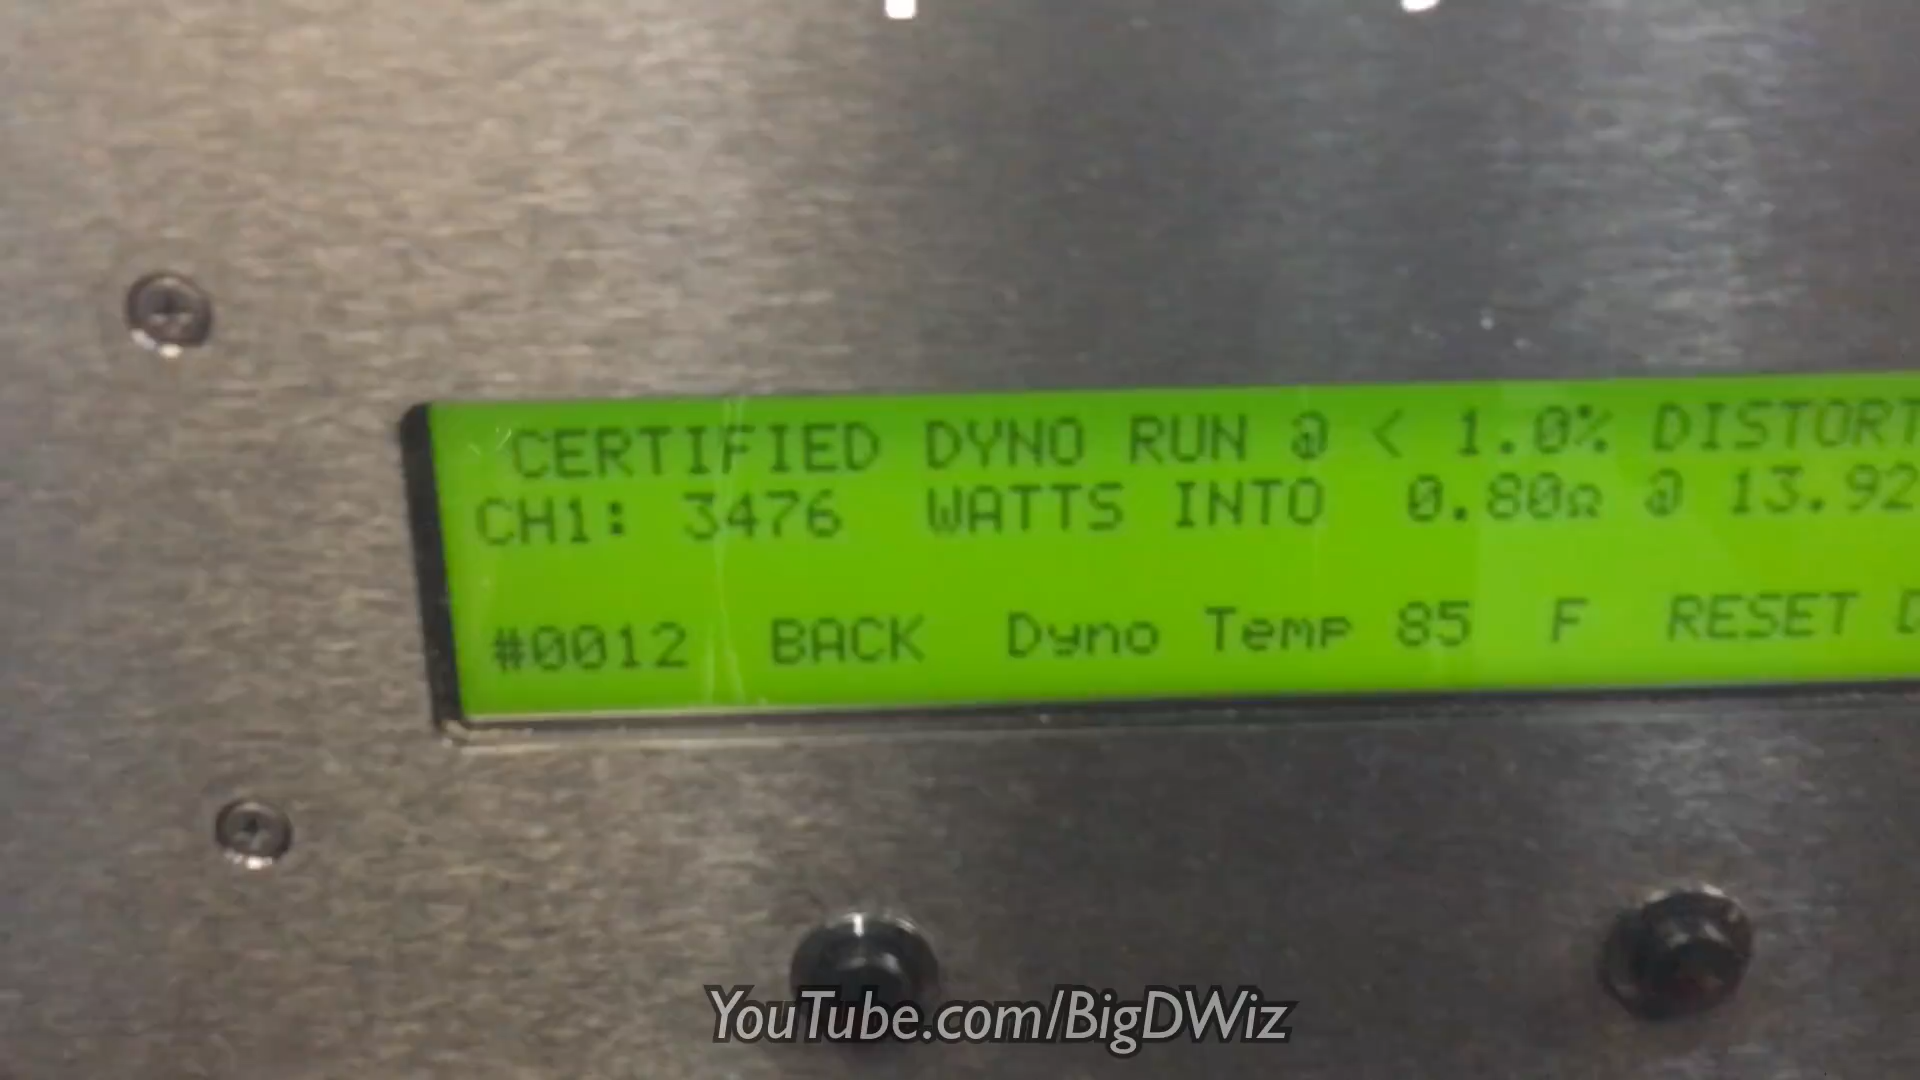 CERTIFIED DYNO RUN @ < 1.0% DISTORT
CH1: 3476 WATTS INTO 0.80Ω @ 13.92
#0012 BACK Dyno Temp 85 F RESET D
YouTube.com/BigDWiz